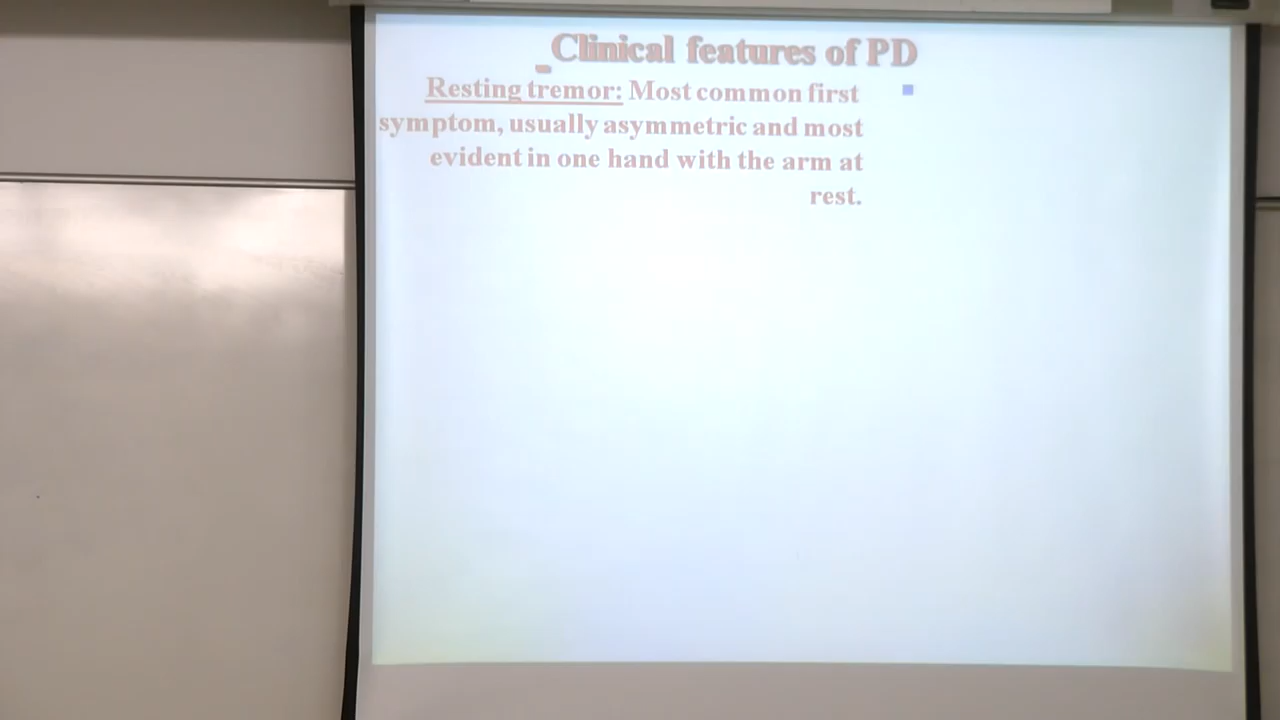 Clinical features of PD
Resting tremor: Most common first
symptom, usually asymmetric and most
evident in one hand with the arm at
rest.